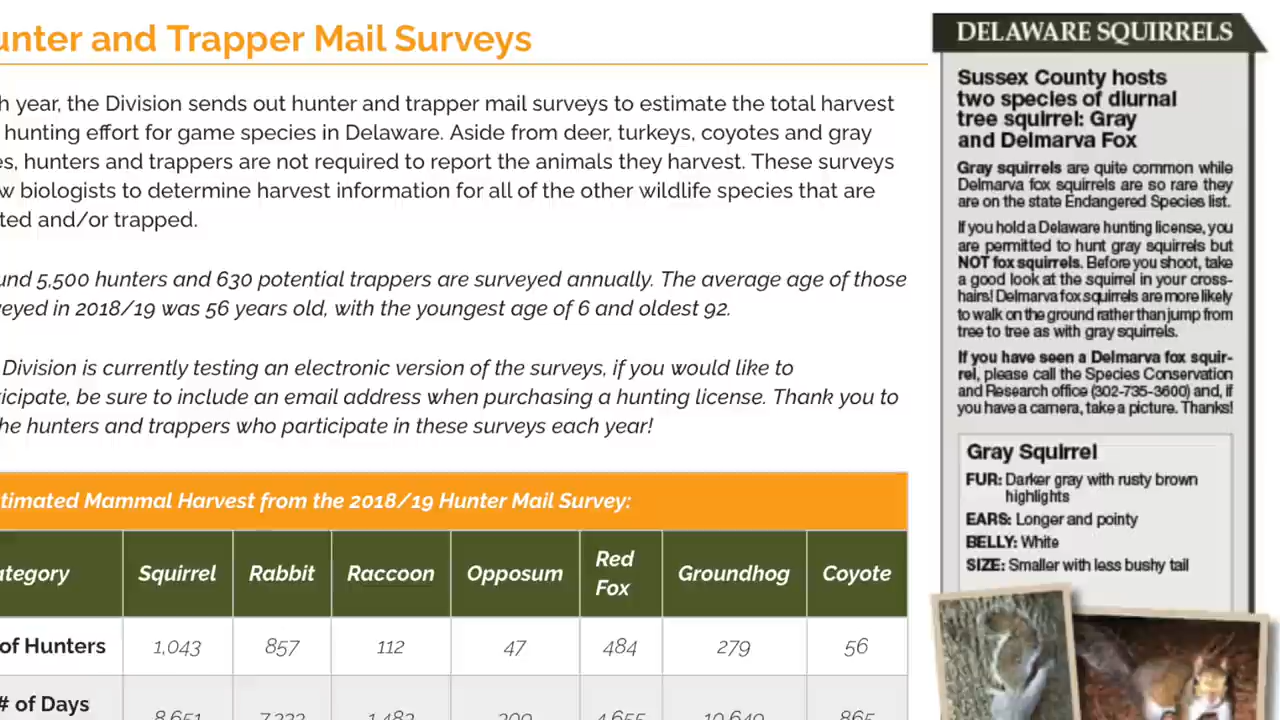 unter and Trapper Mail Surveys
h year, the Division sends out hunter and trapper mail surveys to estimate the total harvest
hunting effort for game species in Delaware. Aside from deer, turkeys, coyotes and gray
es, hunters and trappers are not required to report the animals they harvest. These surveys
w biologists to determine harvest information for all of the other wildlife species that are
ted and/or trapped.
und 5,500 hunters and 630 potential trappers are surveyed annually. The average age of those
veyed in 2018/19 was 56 years old, with the youngest age of 6 and oldest 92.
Division is currently testing an electronic version of the surveys, if you would like to
ticipate, be sure to include an email address when purchasing a hunting license. Thank you to
he hunters and trappers who participate in these surveys each year!
timated Mammal Harvest from the 2018/19 Hunter Mail Survey:
ategory Squirrel Rabbit Raccoon Opposum Red Fox Groundhog Coyote
of Hunters 1,043 857 112 47 484 279 56
# of Days
DELAWARE SQUIRRELS
Sussex County hosts
two species of diurnal
tree squirrel: Gray
and Delmarva Fox
Gray squirrels are quite common while
Delmarva fox squirrels are so rare they
are on the state Endangered Species list.
If you hold a Delaware hunting license, you
are permitted to hunt gray squirrels but
NOT fox squirrels. Before you shoot, take
a good look at the squirrel in your cross-
hairs! Delmarva fox squirrels are more likely
to walk on the ground rather than jump from
tree to tree as with gray squirrels.
If you have seen a Delmarva fox squir-
rel, please call the Species Conservation
and Research office (302-735-3600) and, if
you have a camera, take a picture. Thanks!
Gray Squirrel
FUR: Darker gray with rusty brown
highlights
EARS: Longer and pointy
BELLY: White
SIZE: Smaller with less bushy tail